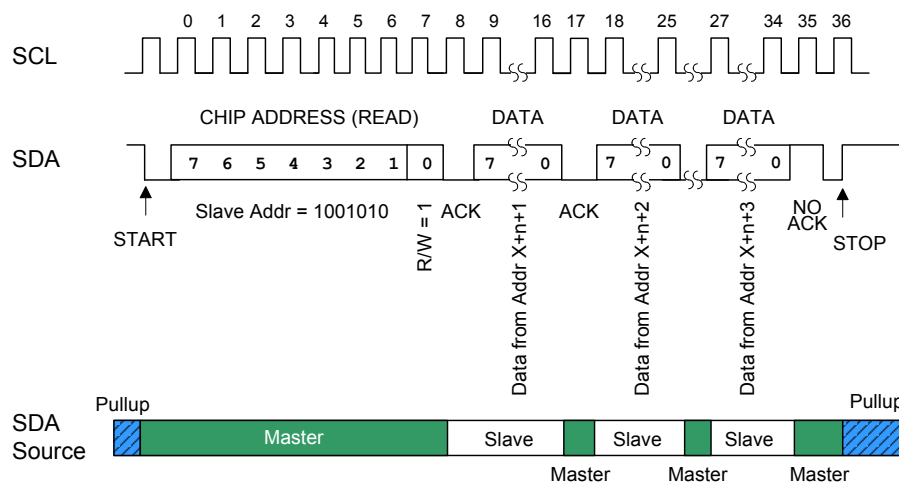 0 1 2 3 4 5 6 7 8 9 16 17 18 25 27 34 35 36
SCL
CHIP ADDRESS (READ) DATA DATA DATA
SDA
7 6 5 4 3 2 1 0 7 0 7 0 7 0
START
Slave Addr = 1001010
R/W = 1
ACK
Data from Addr X+n+1
ACK
Data from Addr X+n+2
Data from Addr X+n+3
NO
ACK
STOP
Pullup Pullup
SDA
Source
Master Slave Slave Slave
Master Master Master